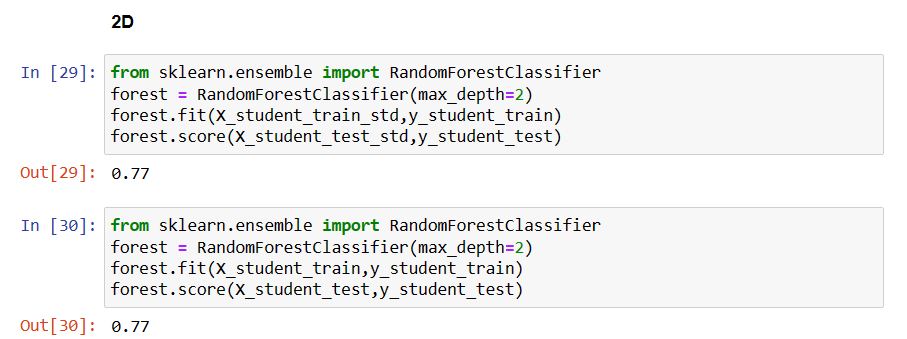 2D
In [29]: from sklearn.ensemble import RandomForestClassifier
forest = RandomForestClassifier(max_depth=2)
forest.fit(X_student_train_std,y_student_train)
forest.score(X_student_test_std,y_student_test)
Out[29]: 0.77
In [30]: from sklearn.ensemble import RandomForestClassifier
forest = RandomForestClassifier(max_depth=2)
forest.fit(X_student_train,y_student_train)
forest.score(X_student_test,y_student_test)
Out[30]: 0.77